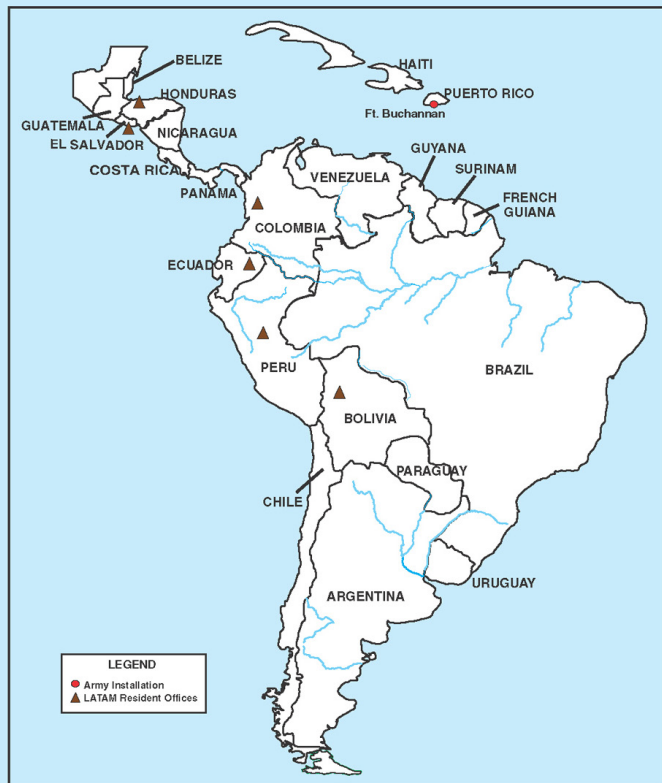 BELIZE
HAITI
HONDURAS
PUERTO RICO
Ft. Buchannan
GUATEMALA
NICARAGUA
EL SALVADOR
GUYANA
COSTA RICA
VENEZUELA
SURINAM
PANAMA
FRENCH
GUIANA
COLOMBIA
ECUADOR
PERU
BRAZIL
BOLIVIA
PARAGUAY
CHILE
URUGUAY
ARGENTINA
LEGEND
Army Installation
LATAM Resident Offices